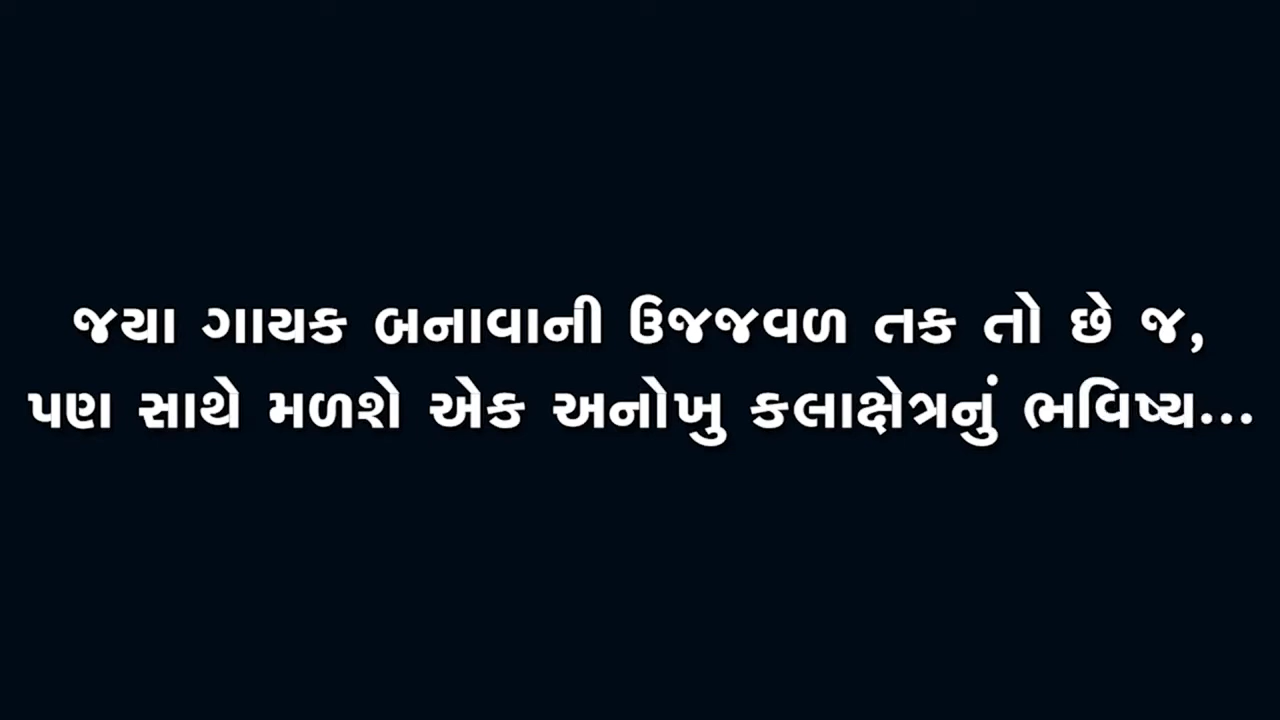 જયા ગાયક બનાવાની ઉજજવળ તક તો છે જ,
પણ સાથે મળશે એક અનોખુ કલાક્ષેત્રનું ભવિષ્ય...